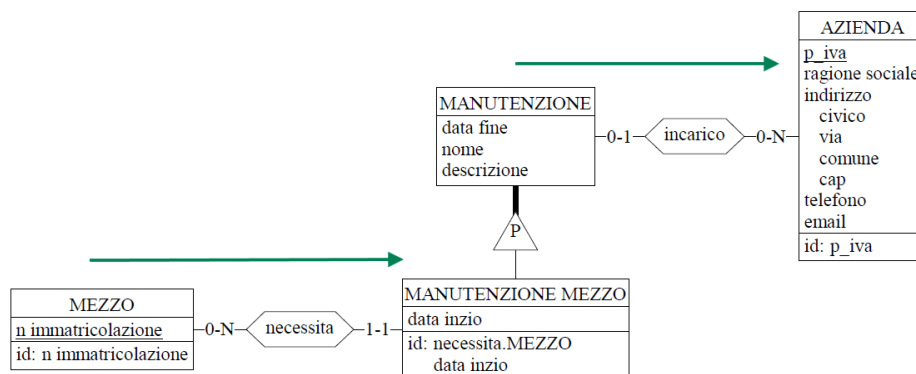 AZIENDA
p_iva
ragione sociale
indirizzo
civico
via
comune
cap
telefono
email
id: p_iva
MANUTENZIONE
data fine
nome
descrizione
0-1
incarico
0-N
P
MANUTENZIONE MEZZO
data inzio
id: necessita.MEZZO
data inzio
MEZZO
n immatricolazione
id: n immatricolazione
0-N
necessita
1-1